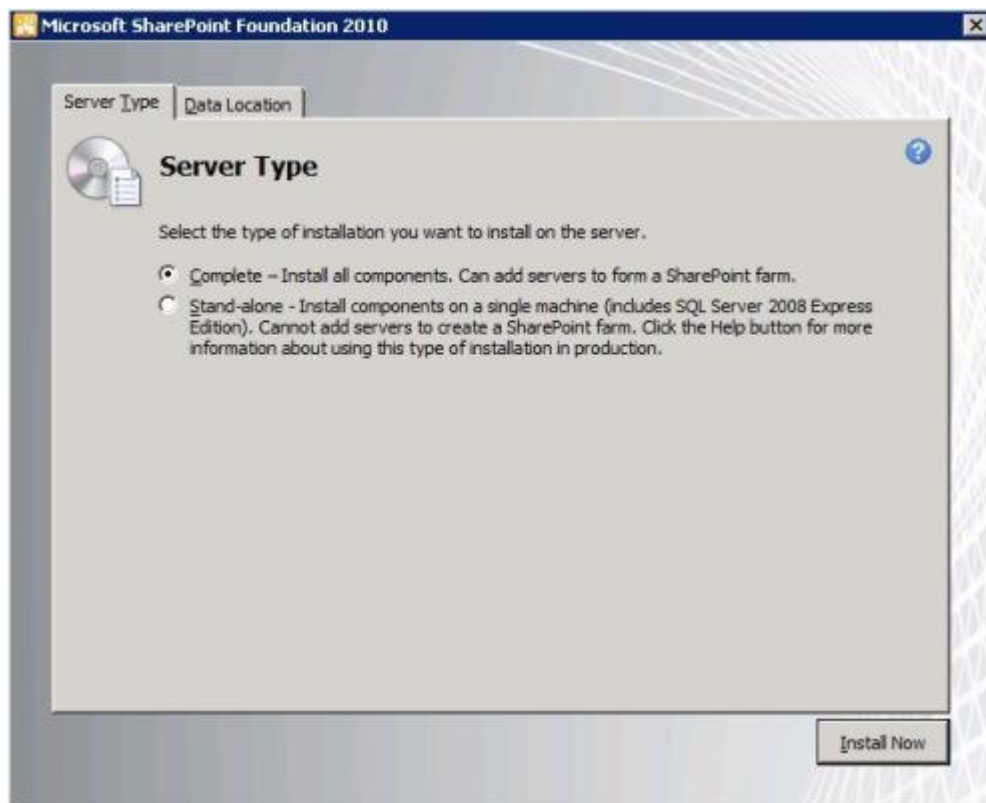 Microsoft SharePoint Foundation 2010
Server Type
Data Location
Server Type
Select the type of installation you want to install on the server.
Complete – Install all components. Can add servers to form a SharePoint farm.
Stand-alone - Install components on a single machine (includes SQL Server 2008 Express
Edition). Cannot add servers to create a SharePoint farm. Click the Help button for more
information about using this type of installation in production.
Install Now